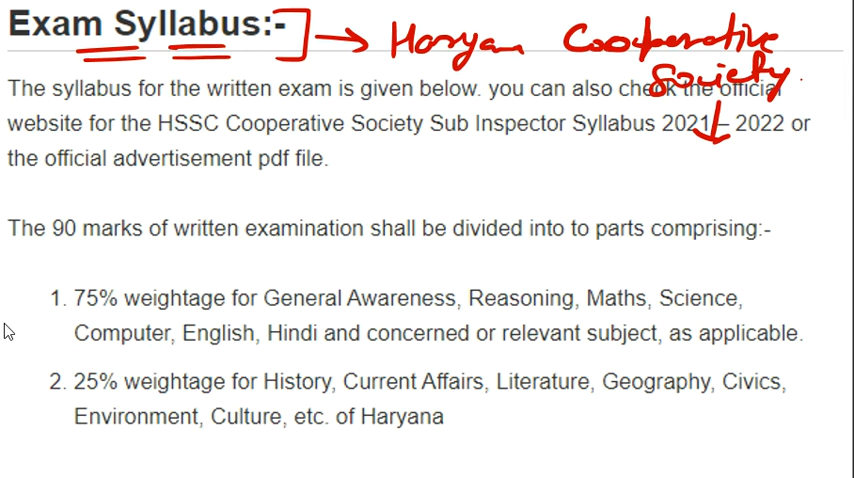 Exam Syllabus:- → Haryana Cooperative
Society
The syllabus for the written exam is given below. you can also check the official
website for the HSSC Cooperative Society Sub Inspector Syllabus 2021 – 2022 or
the official advertisement pdf file.
The 90 marks of written examination shall be divided into to parts comprising:-
1. 75% weightage for General Awareness, Reasoning, Maths, Science,
Computer, English, Hindi and concerned or relevant subject, as applicable.
2. 25% weightage for History, Current Affairs, Literature, Geography, Civics,
Environment, Culture, etc. of Haryana